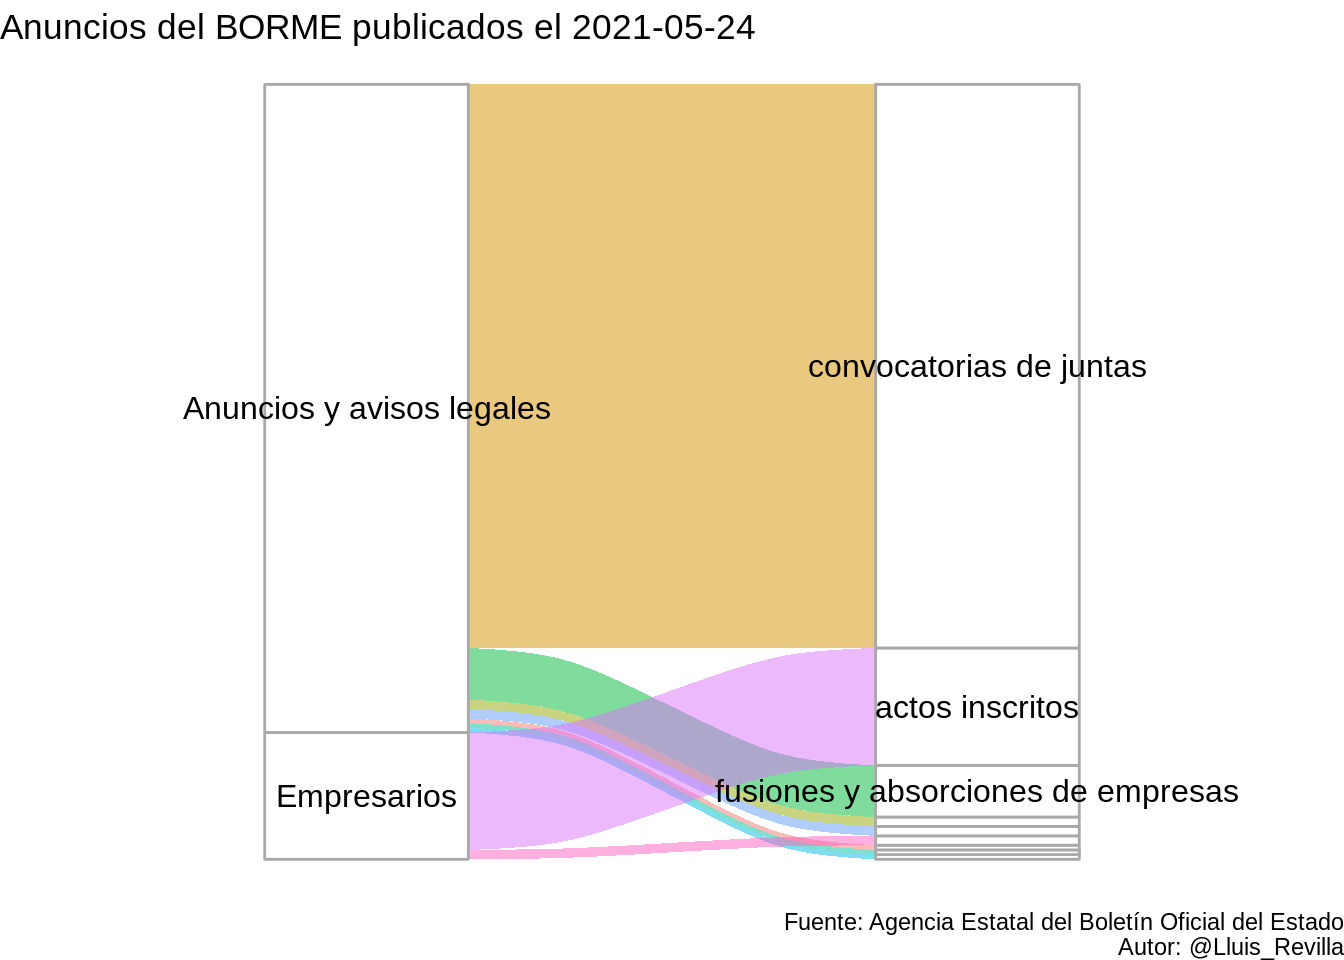 Anuncios del BORME publicados el 2021-05-24
convocatorias de juntas
Anuncios y avisos legales
actos inscritos
fusiones y absorciones de empresas
Empresarios
Fuente: Agencia Estatal del Boletín Oficial del Estado
Autor: @Lluis_Revilla